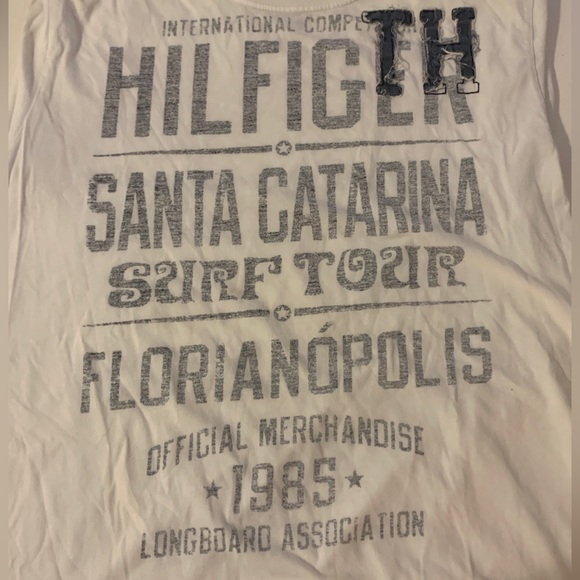 INTERNATIONAL
TH
HILFIGER
SANTA CATARINA
SURF TOUR
FLORIANÓPOLIS
OFFICIAL MERCHANDISE
1985
LONGBOARD ASSOCIATION